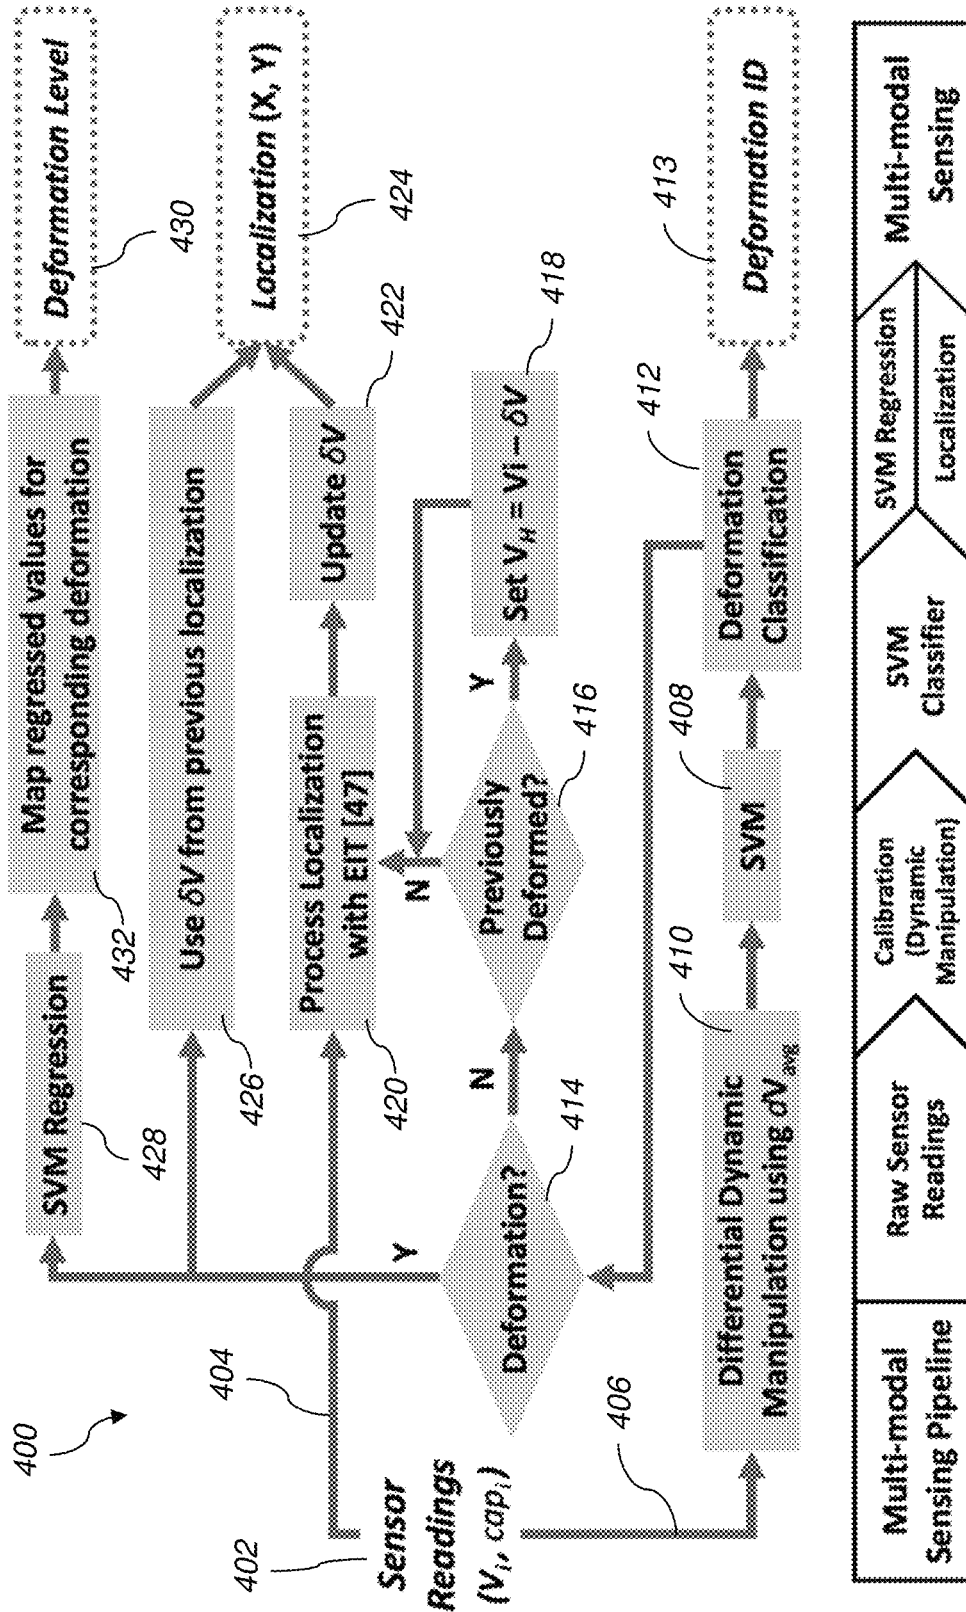 400
402
Sensor
Readings
(Vi, capi)
404
406
SVM Regression
428
Map regressed values for
corresponding deformation
432
Deformation Level
430
Use δV from previous localization
426
Process Localization
with EIT [47]
420
Update δV
422
Localization (X, Y)
424
Deformation?
414
Y
N
Previously
Deformed?
416
N
Y
Set VH = Vi – δV
418
Differential Dynamic
Manipulation using dVavg
410
SVM
408
Deformation
Classification
412
Deformation ID
413
Multi-modal
Sensing Pipeline
Raw Sensor
Readings
Calibration
(Dynamic
Manipulation)
SVM
Classifier
SVM Regression
Localization
Multi-modal
Sensing